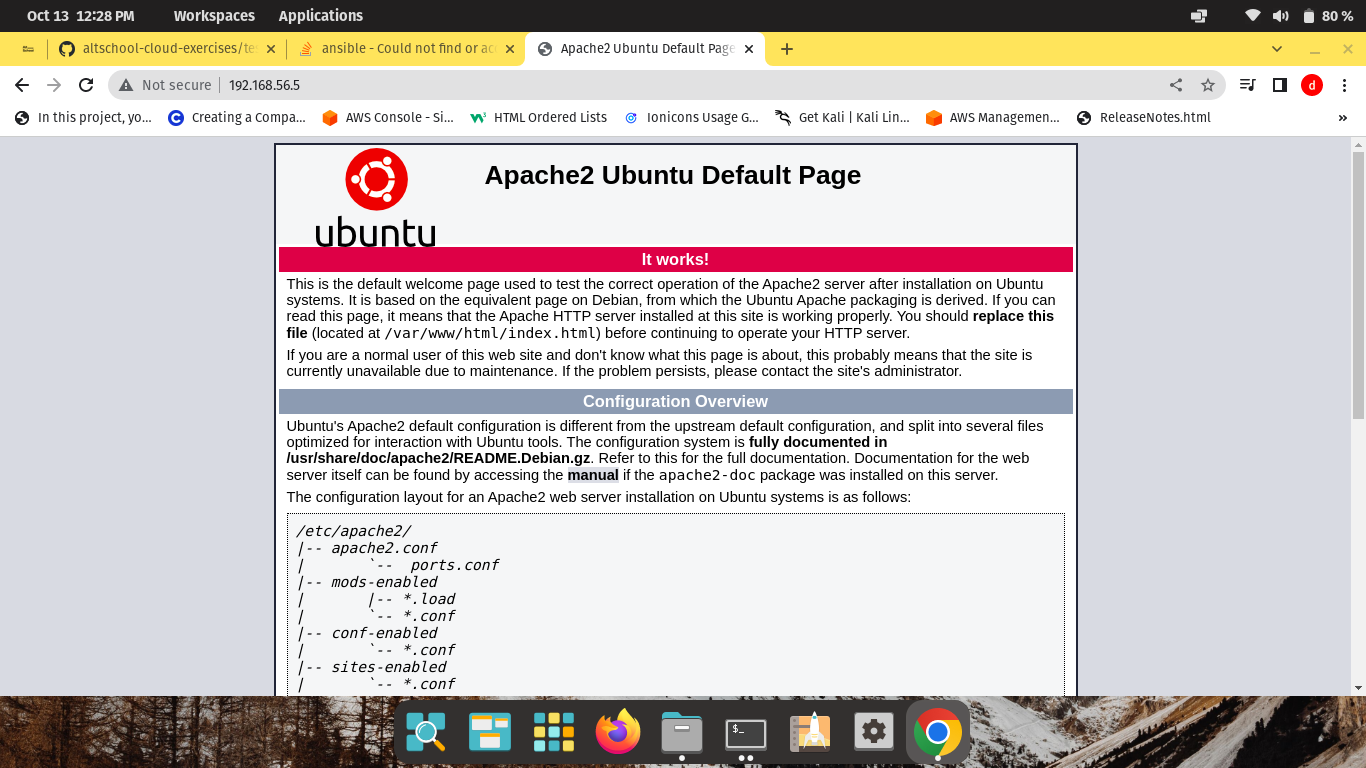 Oct 13 12:28 PM Workspaces Applications 80 %
altschool-cloud-exercises/te
ansible - Could not find or ac
Apache2 Ubuntu Default Page
Not secure 192.168.56.5 d
In this project, yo... Creating a Compa... AWS Console - Si... HTML Ordered Lists Ionicons Usage G... Get Kali | Kali Lin... AWS Managemen... ReleaseNotes.html »
Apache2 Ubuntu Default Page
ubuntu
It works!
This is the default welcome page used to test the correct operation of the Apache2 server after installation on Ubuntu
systems. It is based on the equivalent page on Debian, from which the Ubuntu Apache packaging is derived. If you can
read this page, it means that the Apache HTTP server installed at this site is working properly. You should replace this
file (located at /var/www/html/index.html) before continuing to operate your HTTP server.
If you are a normal user of this web site and don't know what this page is about, this probably means that the site is
currently unavailable due to maintenance. If the problem persists, please contact the site's administrator.
Configuration Overview
Ubuntu's Apache2 default configuration is different from the upstream default configuration, and split into several files
optimized for interaction with Ubuntu tools. The configuration system is fully documented in
/usr/share/doc/apache2/README.Debian.gz. Refer to this for the full documentation. Documentation for the web
server itself can be found by accessing the manual if the apache2-doc package was installed on this server.
The configuration layout for an Apache2 web server installation on Ubuntu systems is as follows:
/etc/apache2/
|-- apache2.conf
|       `--  ports.conf
|-- mods-enabled
|       |-- *.load
|       `-- *.conf
|-- conf-enabled
|       `-- *.conf
|-- sites-enabled
|       `-- *.conf
$_